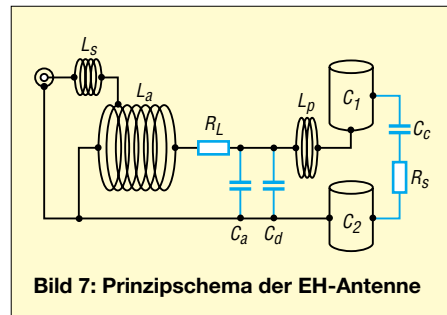 Ls
La
RL
Lp
C1
Cc
Rs
C2
Ca Cd
Bild 7: Prinzipschema der EH-Antenne